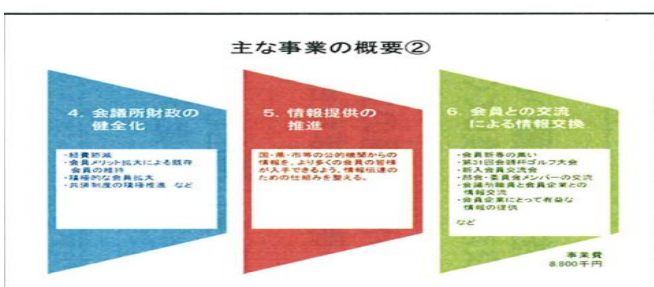 主な事業の概要②
4．会議所財政の
健全化
・経費節減
・会員メリット拡大による既存
会員の維持
・積極的な会員拡大
・共済制度の積極推進 など
5．情報提供の
推進
国・県・市等の公的機関からの
情報を、より多くの会員の皆様
が入手できるよう、情報伝達の
ための仕組みを整える。
6．会員との交流
による情報交換
・会員新春の集い
・第31回会頭杯ゴルフ大会
・新入会員交流会
・部会・委員会メンバーの交流
・会議所職員と会員企業との
情報交流
・会員企業にとって有益な
情報の提供
など
事業費
8,800千円